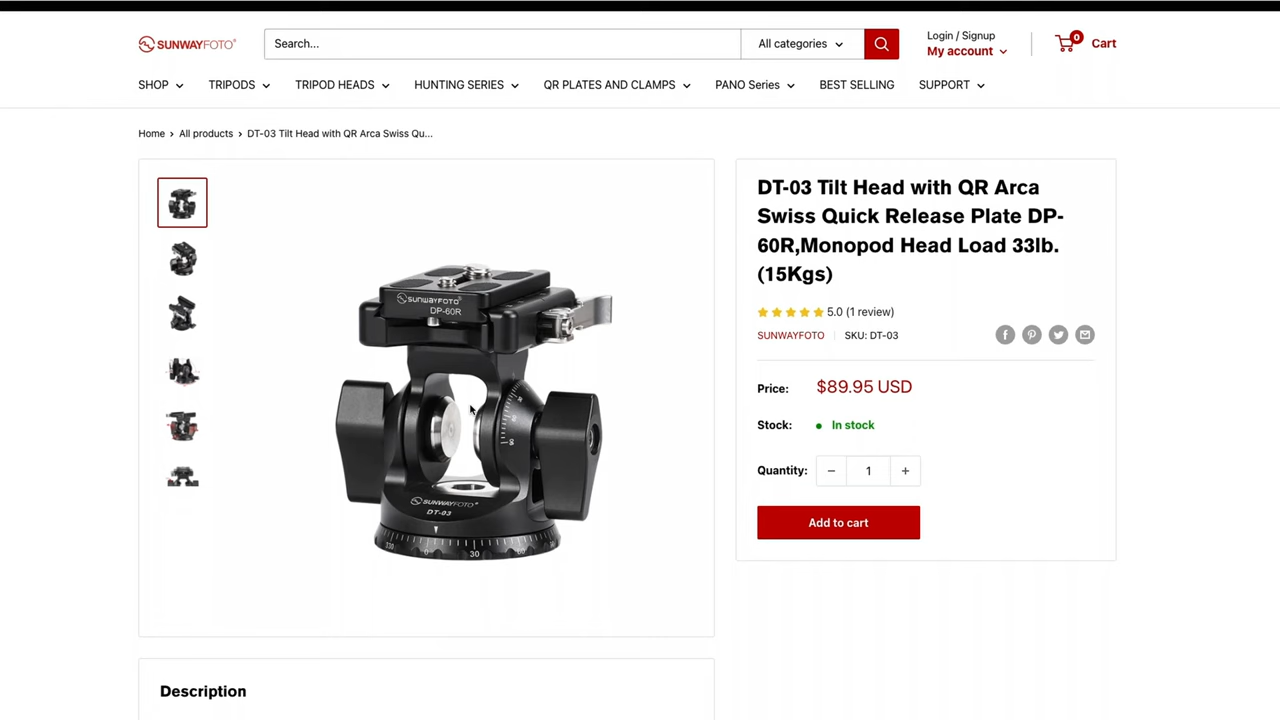 SUNWAYFOTO
Search...
All categories
Login / Signup
My account
0
Cart
SHOP
TRIPODS
TRIPOD HEADS
HUNTING SERIES
QR PLATES AND CLAMPS
PANO Series
BEST SELLING
SUPPORT
Home › All products › DT-03 Tilt Head with QR Arca Swiss Qu...
SUNWAYFOTO
DP-60R
SUNWAYFOTO
DT-03
330 0 30 60
DT-03 Tilt Head with QR Arca
Swiss Quick Release Plate DP-
60R,Monopod Head Load 33lb.
(15Kgs)
5.0 (1 review)
SUNWAYFOTO
SKU: DT-03
Price: $89.95 USD
Stock: In stock
Quantity: − 1 +
Add to cart
Description